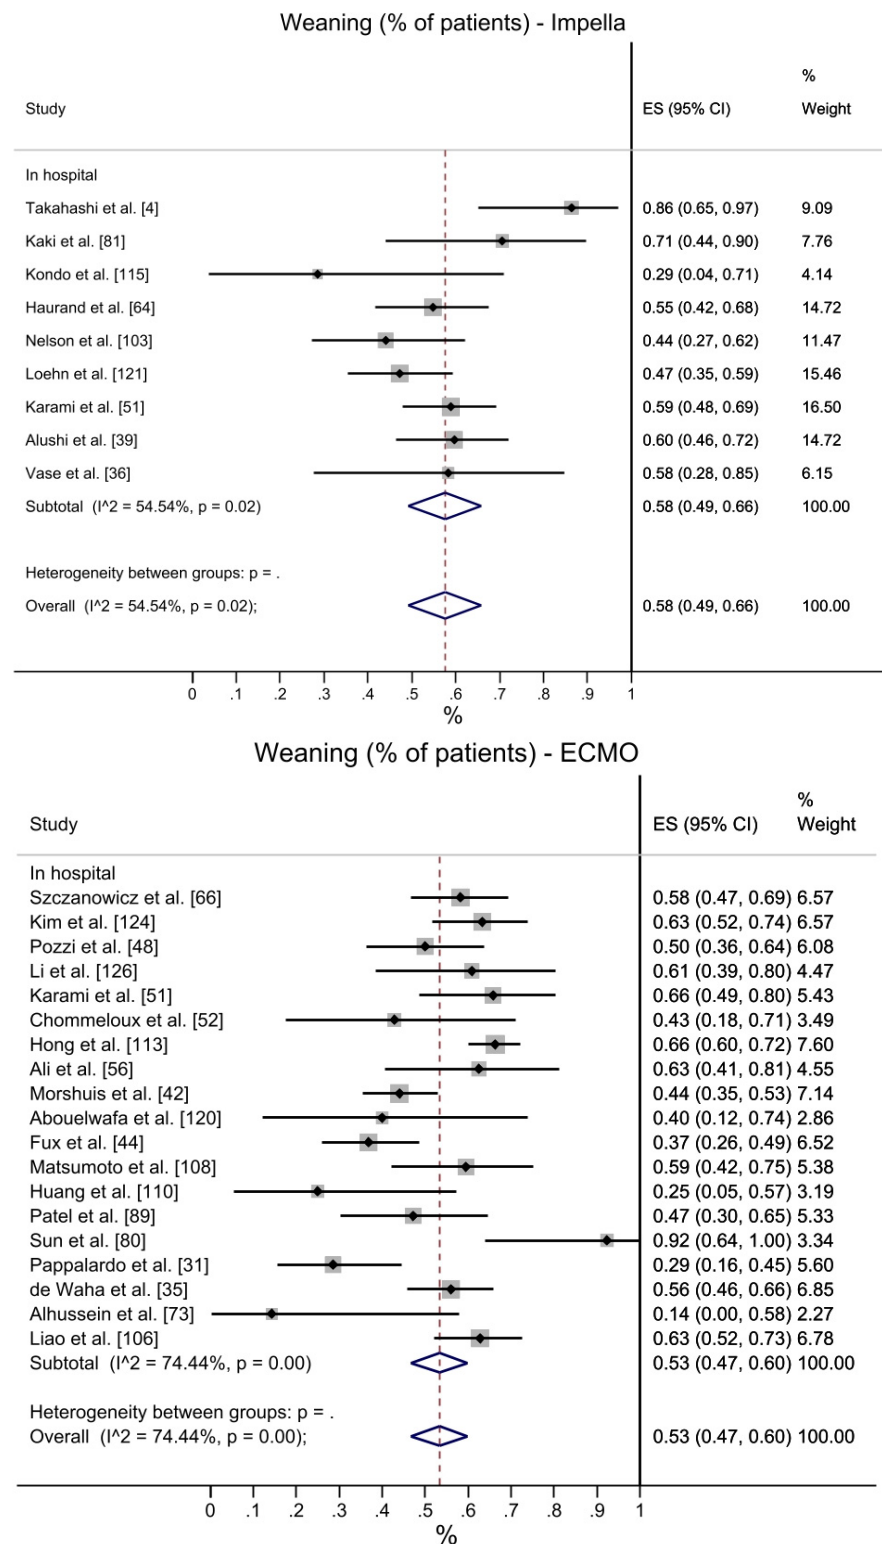 Weaning (% of patients) - Impella
%
Study ES (95% CI) Weight
In hospital
Takahashi et al. [4] 0.86 (0.65, 0.97) 9.09
Kaki et al. [81] 0.71 (0.44, 0.90) 7.76
Kondo et al. [115] 0.29 (0.04, 0.71) 4.14
Haurand et al. [64] 0.55 (0.42, 0.68) 14.72
Nelson et al. [103] 0.44 (0.27, 0.62) 11.47
Loehn et al. [121] 0.47 (0.35, 0.59) 15.46
Karami et al. [51] 0.59 (0.48, 0.69) 16.50
Alushi et al. [39] 0.60 (0.46, 0.72) 14.72
Vase et al. [36] 0.58 (0.28, 0.85) 6.15
Subtotal (I^2 = 54.54%, p = 0.02) 0.58 (0.49, 0.66) 100.00
Heterogeneity between groups: p = .
Overall (I^2 = 54.54%, p = 0.02); 0.58 (0.49, 0.66) 100.00
0 .1 .2 .3 .4 .5 .6 .7 .8 .9 1
%
Weaning (% of patients) - ECMO
%
Study ES (95% CI) Weight
In hospital
Szczanowicz et al. [66] 0.58 (0.47, 0.69) 6.57
Kim et al. [124] 0.63 (0.52, 0.74) 6.57
Pozzi et al. [48] 0.50 (0.36, 0.64) 6.08
Li et al. [126] 0.61 (0.39, 0.80) 4.47
Karami et al. [51] 0.66 (0.49, 0.80) 5.43
Chommeloux et al. [52] 0.43 (0.18, 0.71) 3.49
Hong et al. [113] 0.66 (0.60, 0.72) 7.60
Ali et al. [56] 0.63 (0.41, 0.81) 4.55
Morshuis et al. [42] 0.44 (0.35, 0.53) 7.14
Abouelwafa et al. [120] 0.40 (0.12, 0.74) 2.86
Fux et al. [44] 0.37 (0.26, 0.49) 6.52
Matsumoto et al. [108] 0.59 (0.42, 0.75) 5.38
Huang et al. [110] 0.25 (0.05, 0.57) 3.19
Patel et al. [89] 0.47 (0.30, 0.65) 5.33
Sun et al. [80] 0.92 (0.64, 1.00) 3.34
Pappalardo et al. [31] 0.29 (0.16, 0.45) 5.60
de Waha et al. [35] 0.56 (0.46, 0.66) 6.85
Alhussein et al. [73] 0.14 (0.00, 0.58) 2.27
Liao et al. [106] 0.63 (0.52, 0.73) 6.78
Subtotal (I^2 = 74.44%, p = 0.00) 0.53 (0.47, 0.60) 100.00
Heterogeneity between groups: p = .
Overall (I^2 = 74.44%, p = 0.00); 0.53 (0.47, 0.60) 100.00
0 .1 .2 .3 .4 .5 .6 .7 .8 .9 1
%